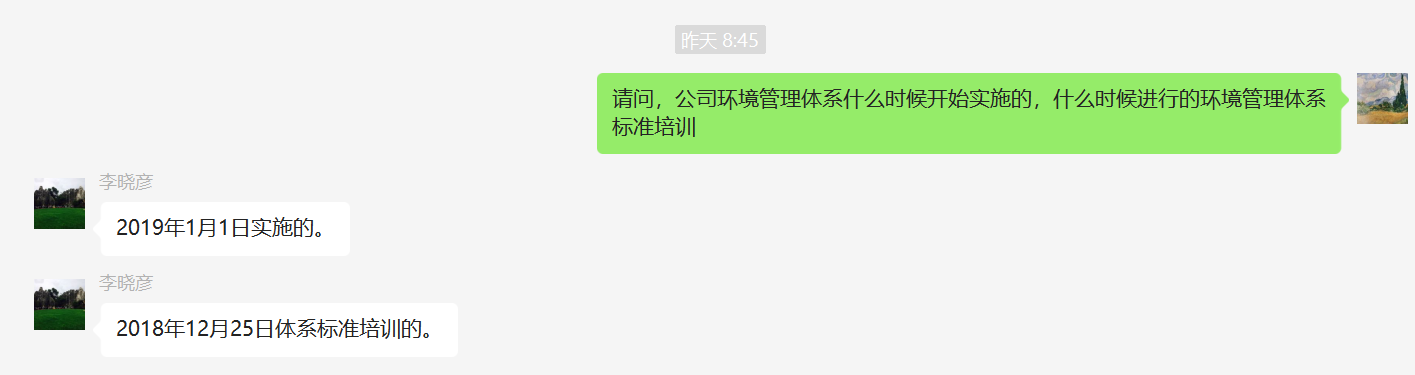 昨天 8:45
请问，公司环境管理体系什么时候开始实施的，什么时候进行的环境管理体系
标准培训
李晓彦
2019年1月1日实施的。
李晓彦
2018年12月25日体系标准培训的。